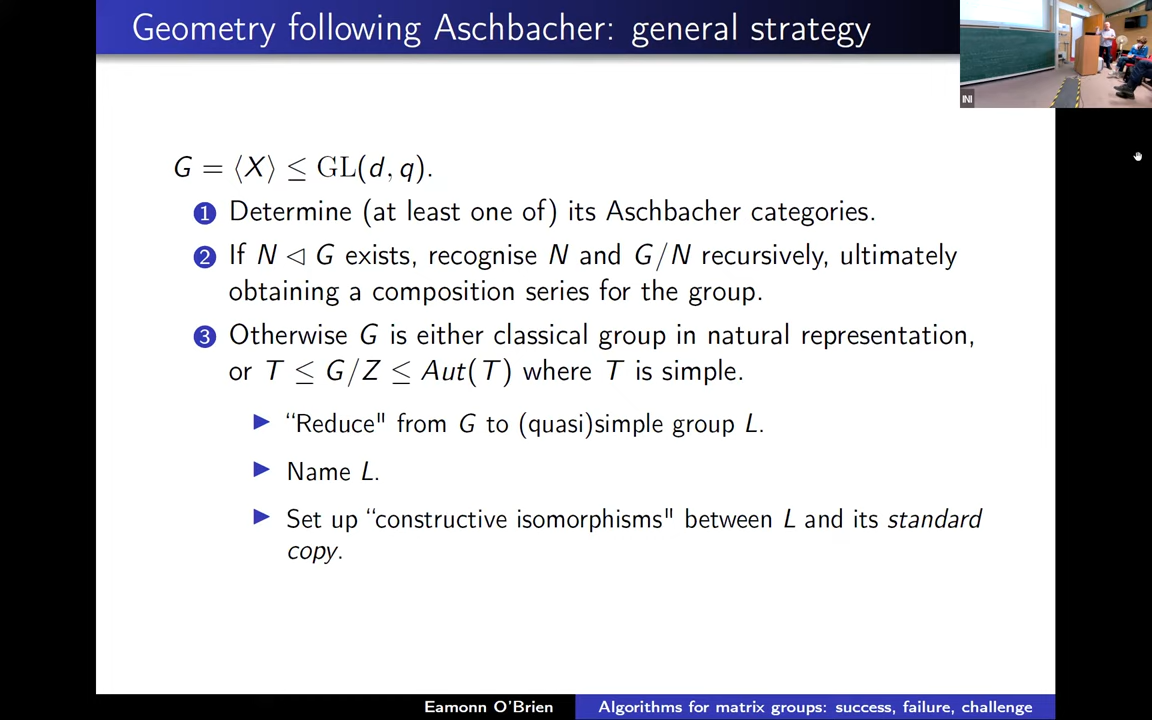 Geometry following Aschbacher: general strategy
INI
G = ⟨X⟩ ≤ GL(d, q).
1 Determine (at least one of) its Aschbacher categories.
2 If N ◁ G exists, recognise N and G/N recursively, ultimately
obtaining a composition series for the group.
3 Otherwise G is either classical group in natural representation,
or T ≤ G/Z ≤ Aut(T) where T is simple.
▶ “Reduce" from G to (quasi)simple group L.
▶ Name L.
▶ Set up “constructive isomorphisms" between L and its standard
copy.
Eamonn O'Brien Algorithms for matrix groups: success, failure, challenge